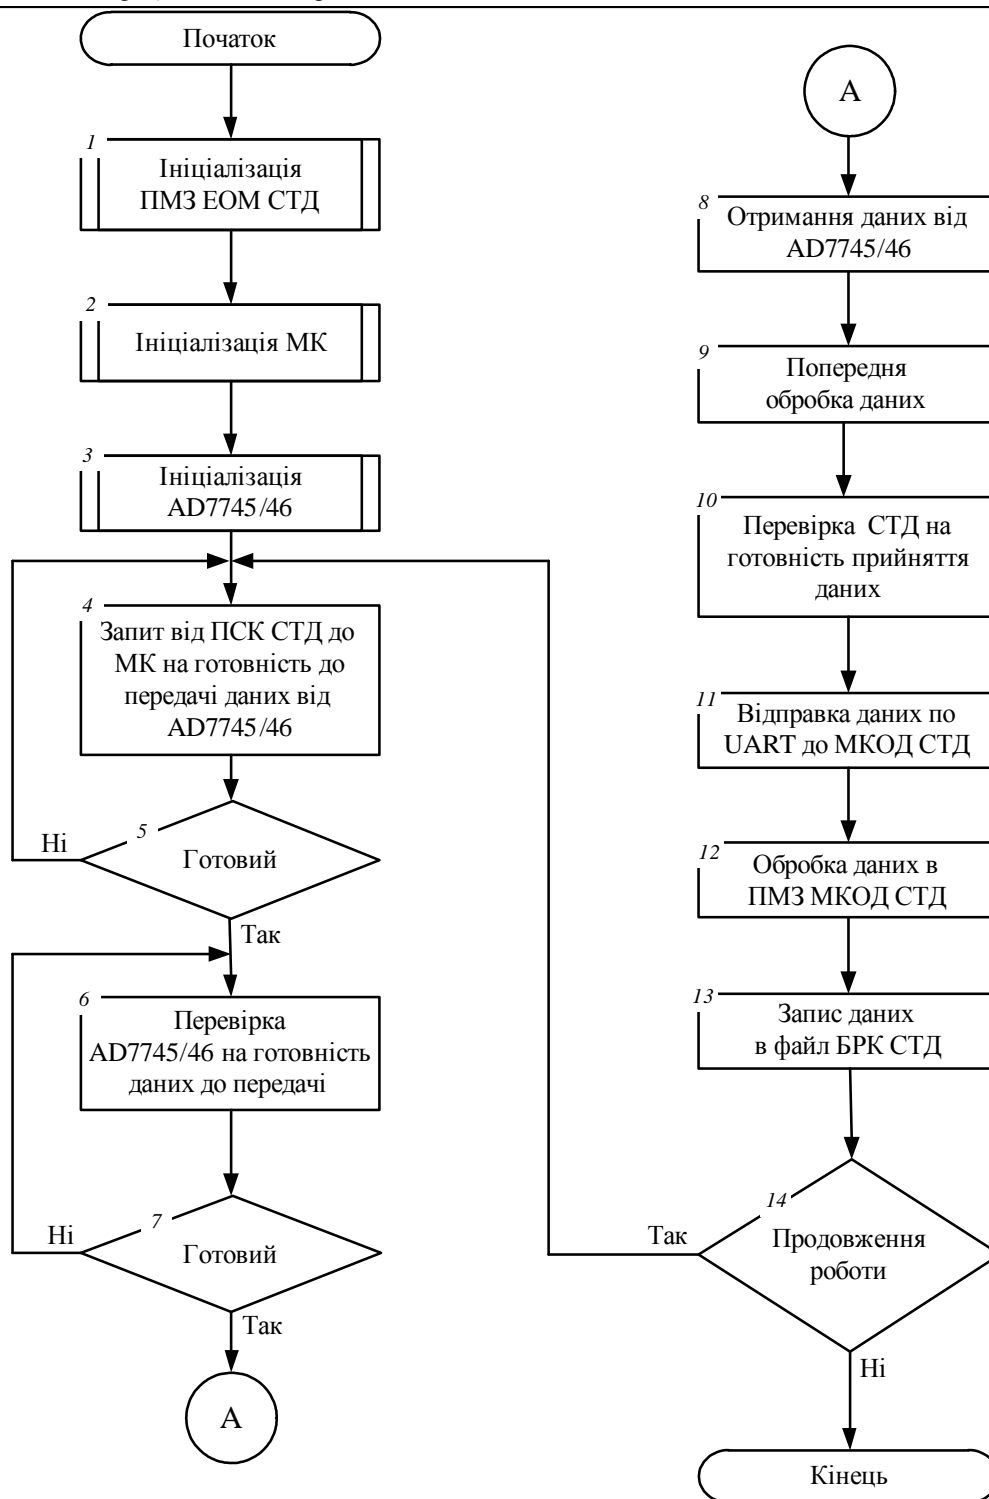 Початок
1
Ініціалізація
ПМЗ ЕОМ СТД
2
Ініціалізація МК
3
Ініціалізація
AD7745/46
4
Запит від ПСК СТД до
МК на готовність до
передачі даних від
AD7745/46
5
Готовий
Ні
Так
6
Перевірка
AD7745/46 на готовність
даних до передачі
7
Готовий
Ні
Так
А
А
8
Отримання даних від
AD7745/46
9
Попередня
обробка даних
10
Перевірка СТД на
готовність прийняття
даних
11
Відправка даних по
UART до МКОД СТД
12
Обробка даних в
ПМЗ МКОД СТД
13
Запис даних
в файл БРК СТД
14
Продовження
роботи
Так
Ні
Кінець